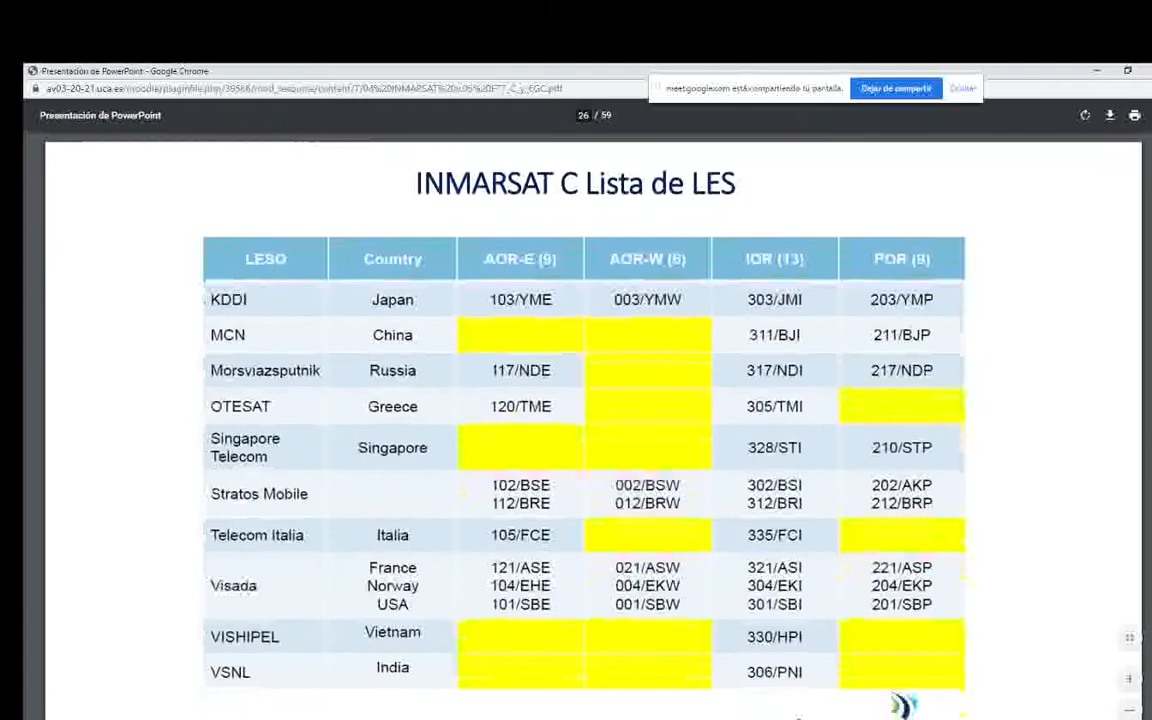 Presentación de PowerPoint - Google Chrome
meet.google.com está compartiendo tu pantalla. Dejar de compartir Ocultar
Presentación de PowerPoint 26 / 59
INMARSAT C Lista de LES
LESO Country AOR-E (9) AOR-W (6) IOR (13) POR (9)
KDDI Japan 103/YME 003/YMW 303/JMI 203/YMP
MCN China 311/BJI 211/BJP
Morsviazsputnik Russia 117/NDE 317/NDI 217/NDP
OTESAT Greece 120/TME 305/TMI
Singapore
Telecom Singapore 328/STI 210/STP
Stratos Mobile 102/BSE 002/BSW 302/BSI 202/AKP
112/BRE 012/BRW 312/BRI 212/BRP
Telecom Italia Italia 105/FCE 335/FCI
France 121/ASE 021/ASW 321/ASI 221/ASP
Visada Norway 104/EHE 004/EKW 304/EKI 204/EKP
USA 101/SBE 001/SBW 301/SBI 201/SBP
VISHIPEL Vietnam 330/HPI
VSNL India 306/PNI